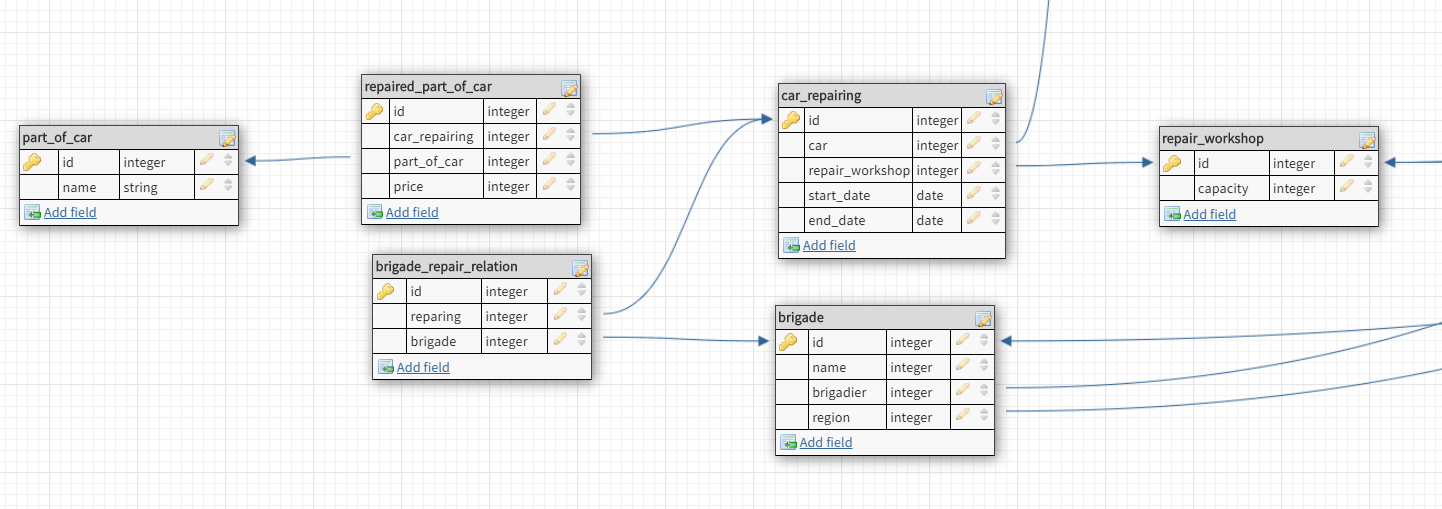 part_of_car
id integer
name string
Add field
repaired_part_of_car
id integer
car_repairing integer
part_of_car integer
price integer
Add field
brigade_repair_relation
id integer
reparing integer
brigade integer
Add field
car_repairing
id integer
car integer
repair_workshop integer
start_date date
end_date date
Add field
brigade
id integer
name integer
brigadier integer
region integer
Add field
repair_workshop
id integer
capacity integer
Add field